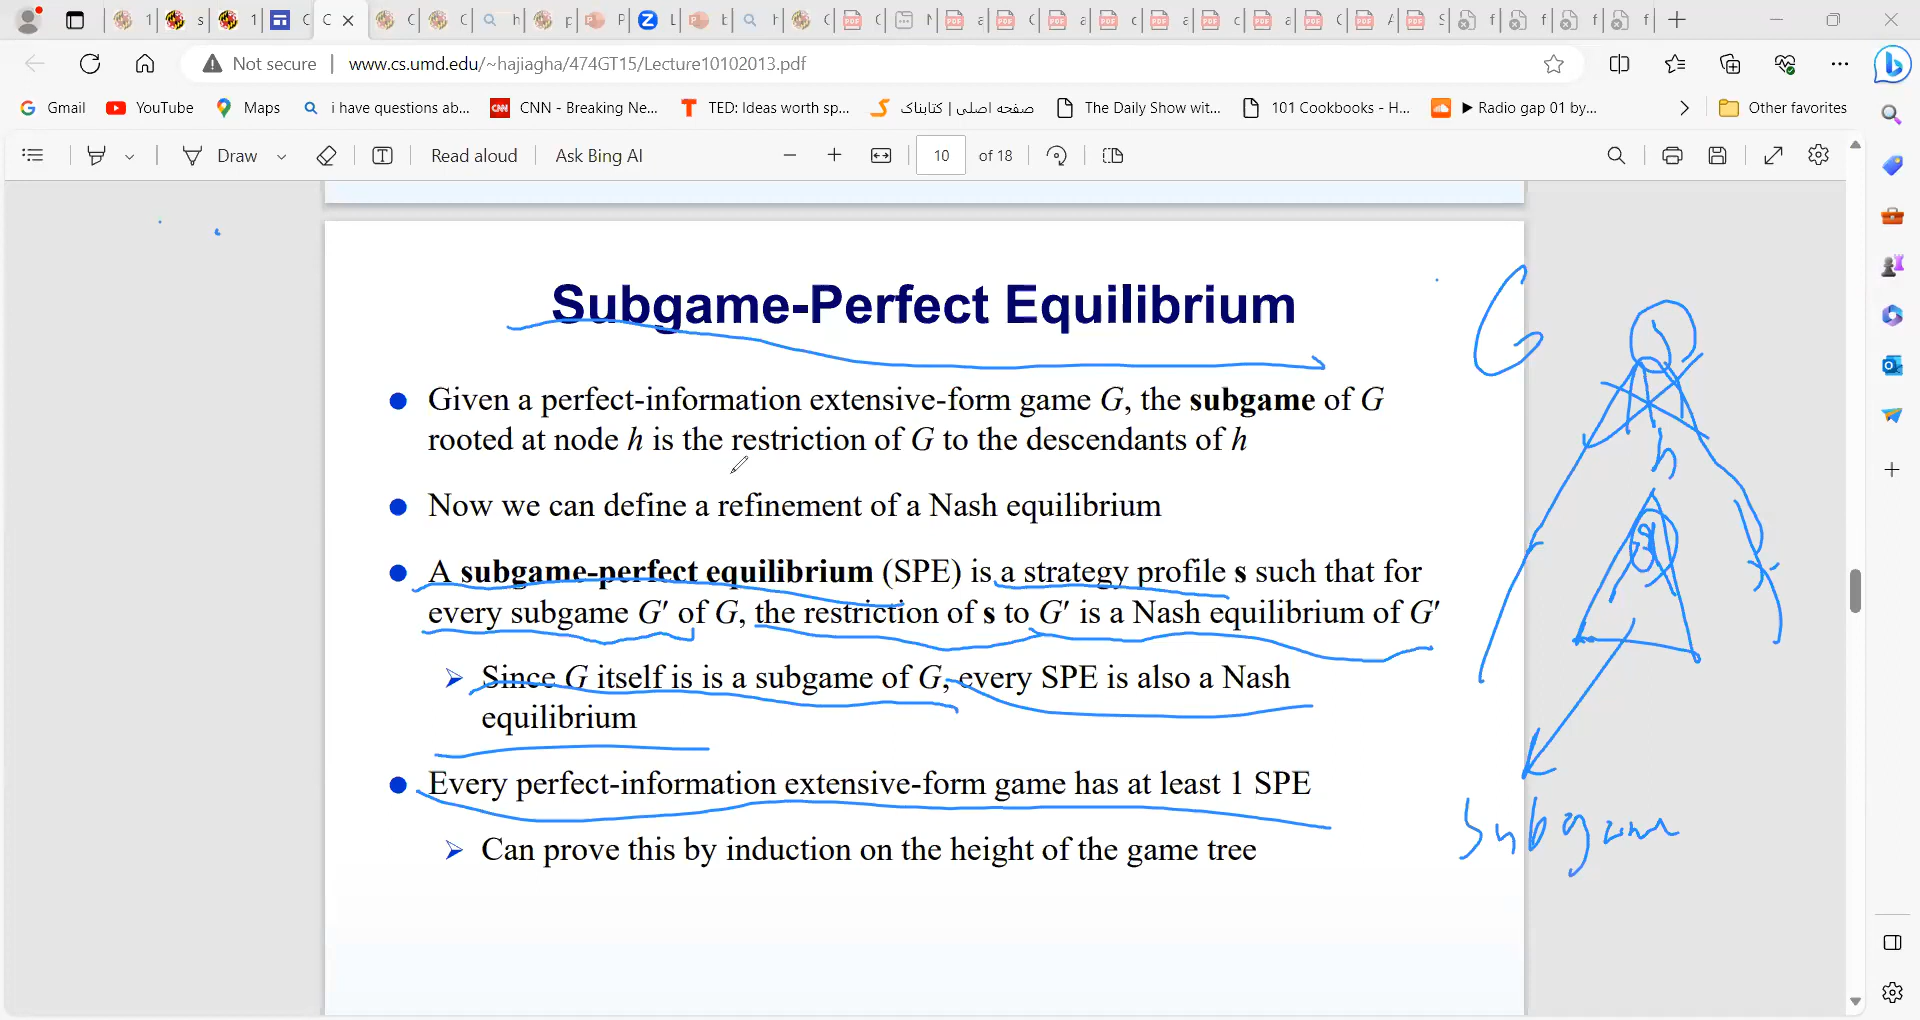 1
s
1
C
C
C
C
h
p
P
L
b
h
C
C
N
a
C
a
c
a
c
a
C
A
S
f
f
f
f
Not secure | www.cs.umd.edu/~hajiagha/474GT15/Lecture10102013.pdf
Gmail YouTube Maps i have questions ab... CNN - Breaking Ne... TED: Ideas worth sp... صفحه اصلی | کتابناک The Daily Show wit... 101 Cookbooks - H... ▶ Radio gap 01 by... Other favorites
Draw Read aloud Ask Bing AI 10 of 18
Subgame-Perfect Equilibrium
● Given a perfect-information extensive-form game G, the subgame of G
rooted at node h is the restriction of G to the descendants of h
● Now we can define a refinement of a Nash equilibrium
● A subgame-perfect equilibrium (SPE) is a strategy profile s such that for
every subgame G′ of G, the restriction of s to G′ is a Nash equilibrium of G′
➢ Since G itself is is a subgame of G, every SPE is also a Nash
equilibrium
● Every perfect-information extensive-form game has at least 1 SPE
➢ Can prove this by induction on the height of the game tree
G
h
Subgame